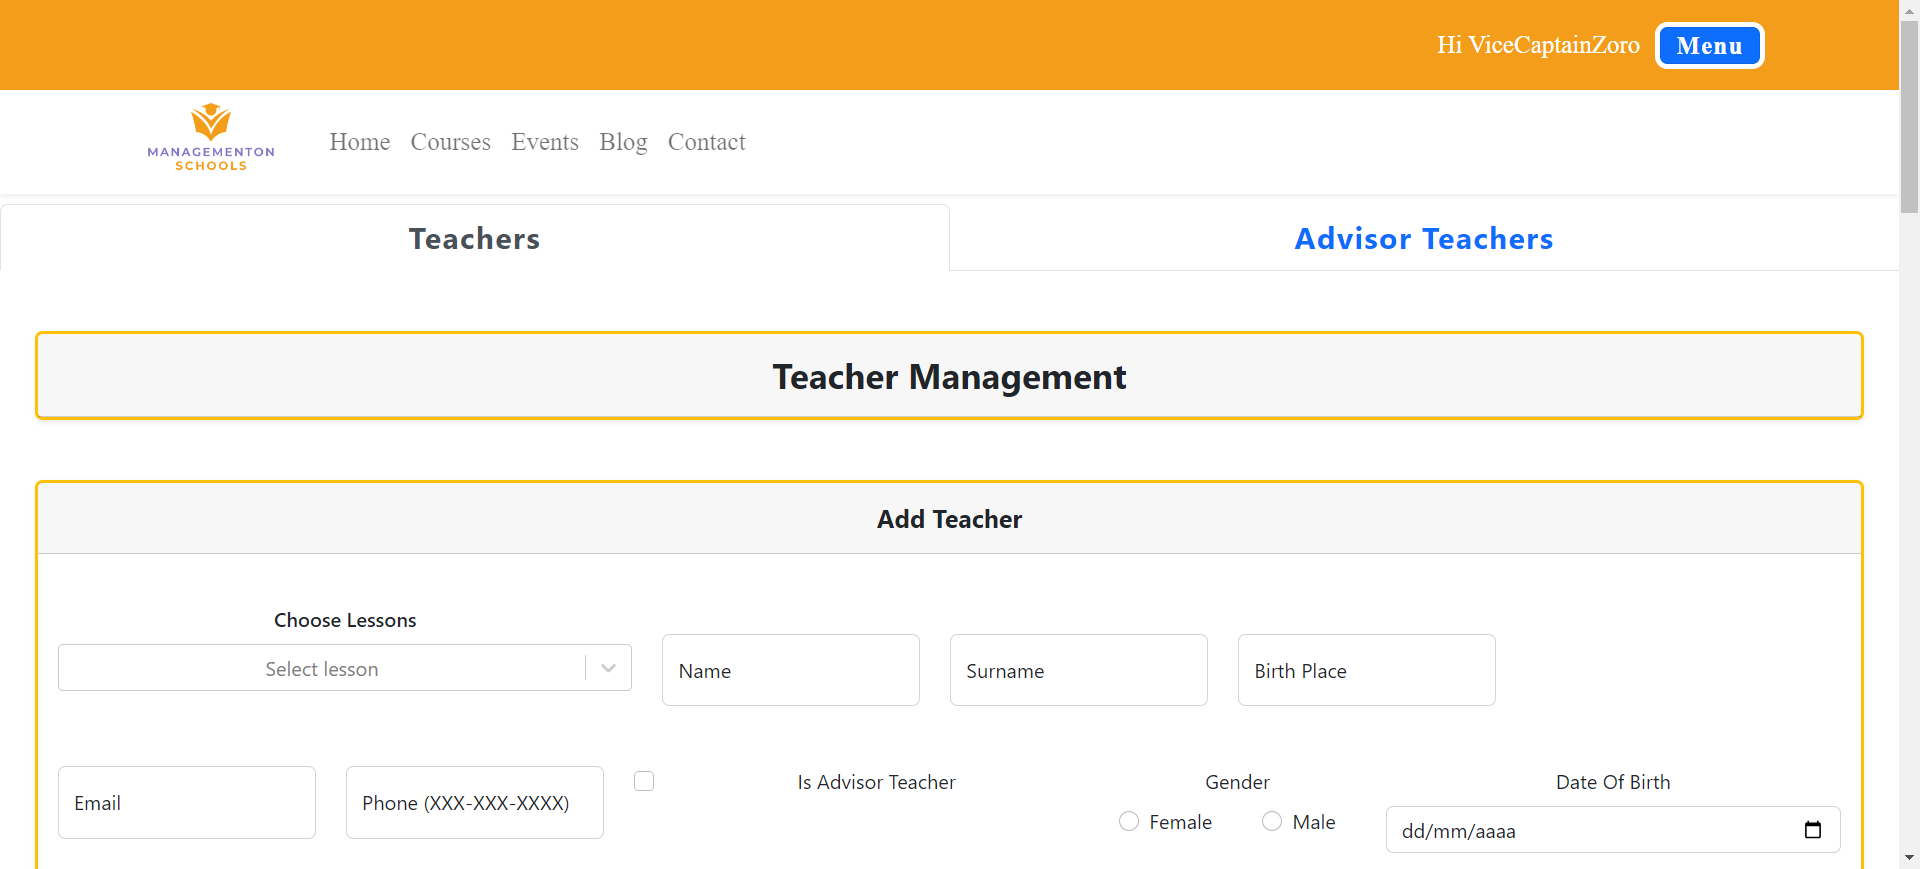 Hi ViceCaptainZoro Menu
MANAGEMENTON
SCHOOLS
Home Courses Events Blog Contact
Teachers Advisor Teachers
Teacher Management
Add Teacher
Choose Lessons
Select lesson Name Surname Birth Place
Is Advisor Teacher Gender Date Of Birth
Email Phone (XXX-XXX-XXXX) Female Male dd/mm/aaaa